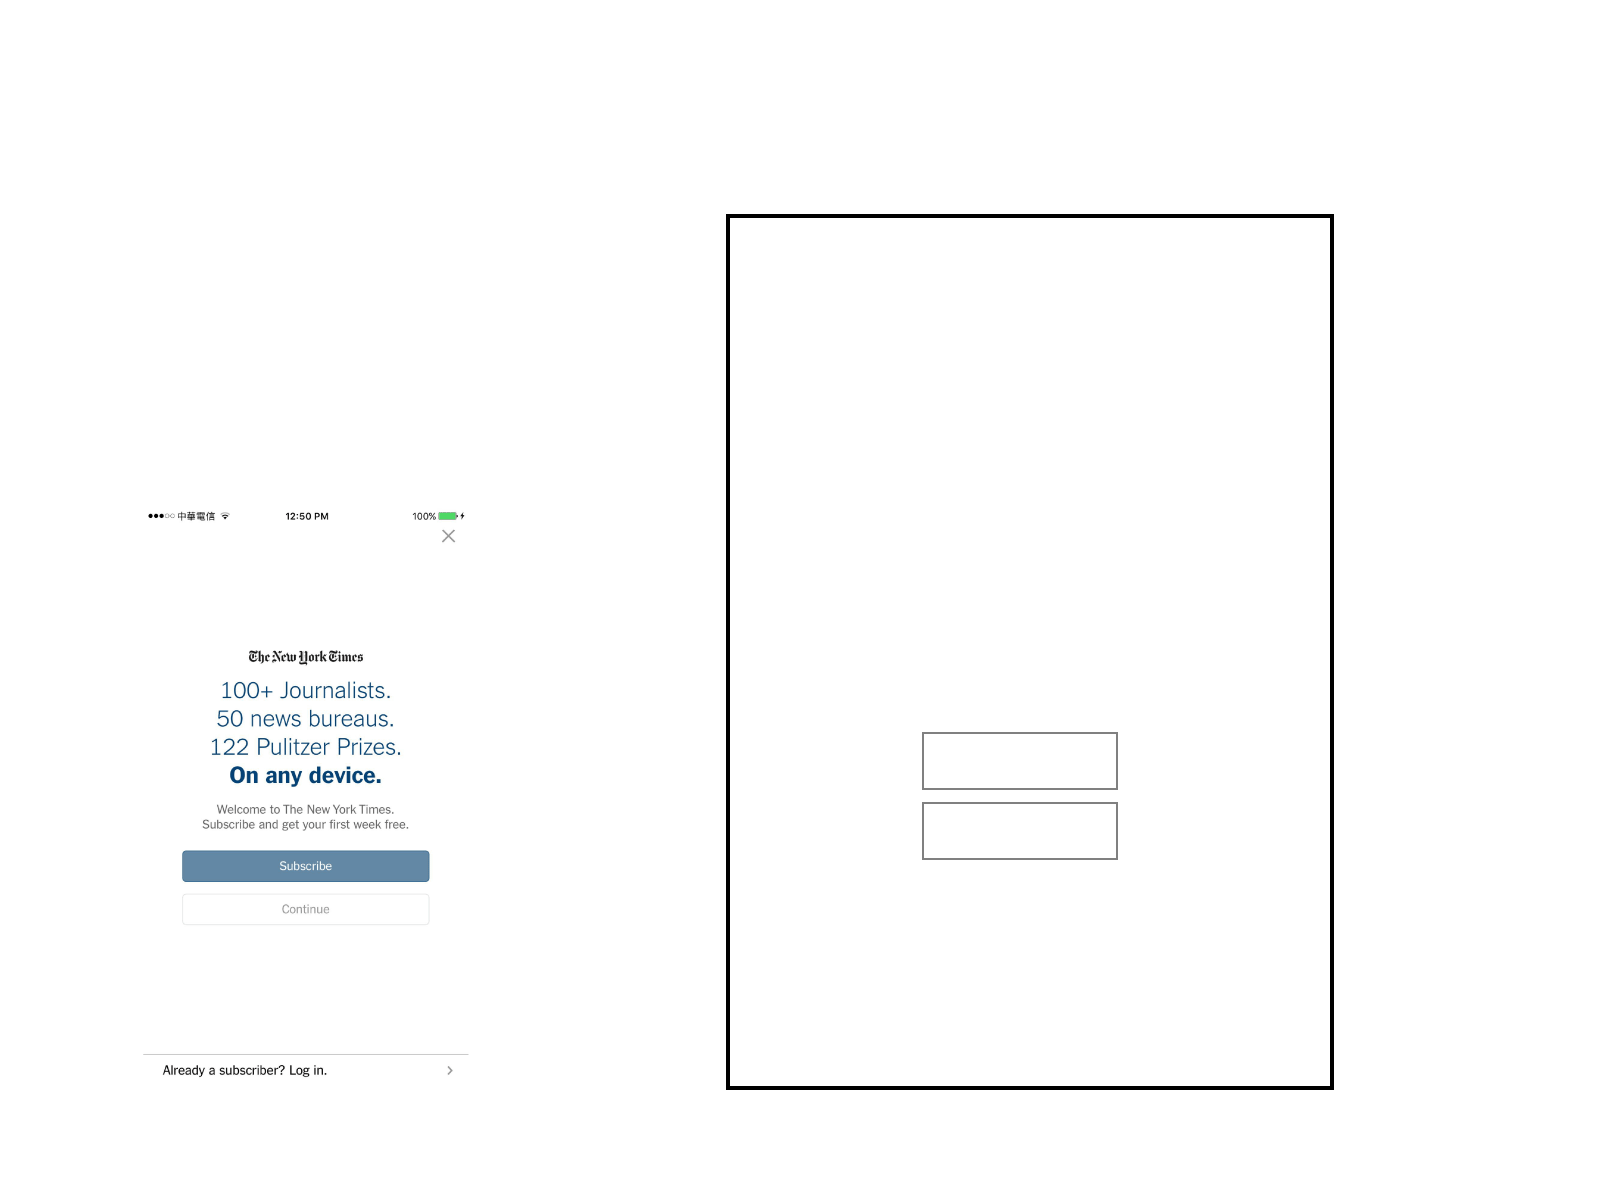 中華電信 12:50 PM 100%
The New York Times
100+ Journalists.
50 news bureaus.
122 Pulitzer Prizes.
On any device.
Welcome to The New York Times.
Subscribe and get your first week free.
Subscribe
Continue
Already a subscriber? Log in.